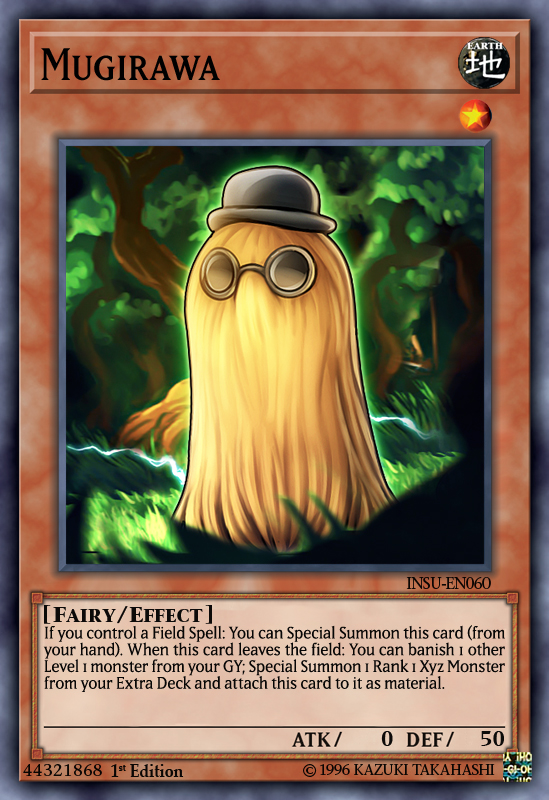 MUGIRAWA
EARTH
地
INSU-EN060
[FAIRY/EFFECT]
If you control a Field Spell: You can Special Summon this card (from
your hand). When this card leaves the field: You can banish 1 other
Level 1 monster from your GY; Special Summon 1 Rank 1 Xyz Monster
from your Extra Deck and attach this card to it as material.
ATK/ 0 DEF/ 50
44321868 1st Edition © 1996 KAZUKI TAKAHASHI